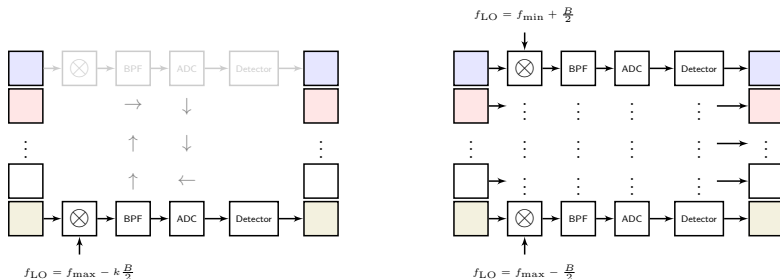 f_LO = f_min + B/2
BPF ADC Detector
BPF ADC Detector
BPF ADC Detector
BPF ADC Detector
f_LO = f_max − k B/2
f_LO = f_max − B/2